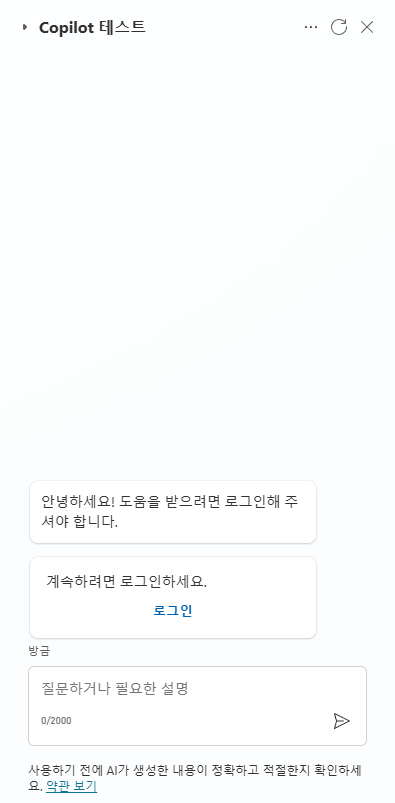 Copilot 테스트
안녕하세요! 도움을 받으려면 로그인해 주
셔야 합니다.
계속하려면 로그인하세요.
로그인
방금
질문하거나 필요한 설명
0/2000
사용하기 전에 AI가 생성한 내용이 정확하고 적절한지 확인하세
요. 약관 보기